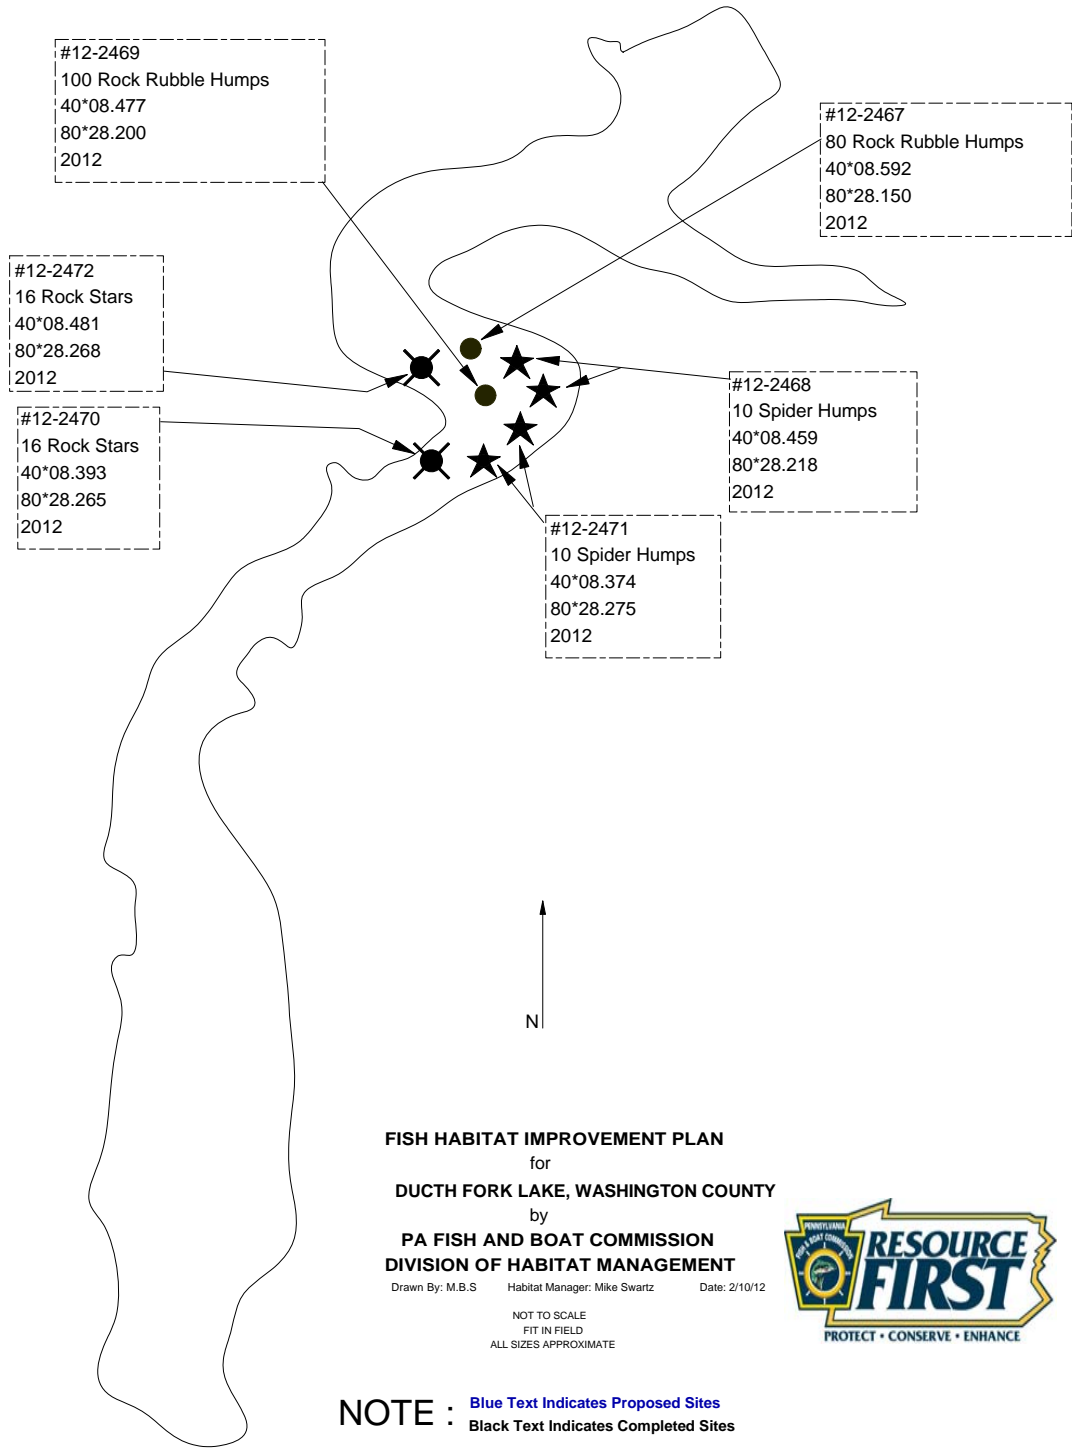 #12-2469
100 Rock Rubble Humps
40*08.477
80*28.200
2012
#12-2467
80 Rock Rubble Humps
40*08.592
80*28.150
2012
#12-2472
16 Rock Stars
40*08.481
80*28.268
2012
#12-2470
16 Rock Stars
40*08.393
80*28.265
2012
#12-2468
10 Spider Humps
40*08.459
80*28.218
2012
#12-2471
10 Spider Humps
40*08.374
80*28.275
2012
N
FISH HABITAT IMPROVEMENT PLAN
for
DUCTH FORK LAKE, WASHINGTON COUNTY
by
PA FISH AND BOAT COMMISSION
DIVISION OF HABITAT MANAGEMENT
Drawn By: M.B.S Habitat Manager: Mike Swartz Date: 2/10/12
NOT TO SCALE
FIT IN FIELD
ALL SIZES APPROXIMATE
PENNSYLVANIA
FISH & BOAT COMMISSION
RESOURCE
FIRST
PROTECT • CONSERVE • ENHANCE
NOTE : Blue Text Indicates Proposed Sites
Black Text Indicates Completed Sites